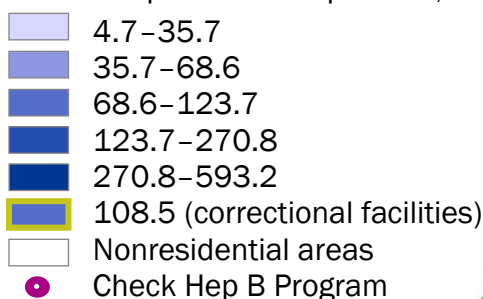 4.7–35.7
35.7–68.6
68.6–123.7
123.7–270.8
270.8–593.2
108.5 (correctional facilities)
Nonresidential areas
Check Hep B Program